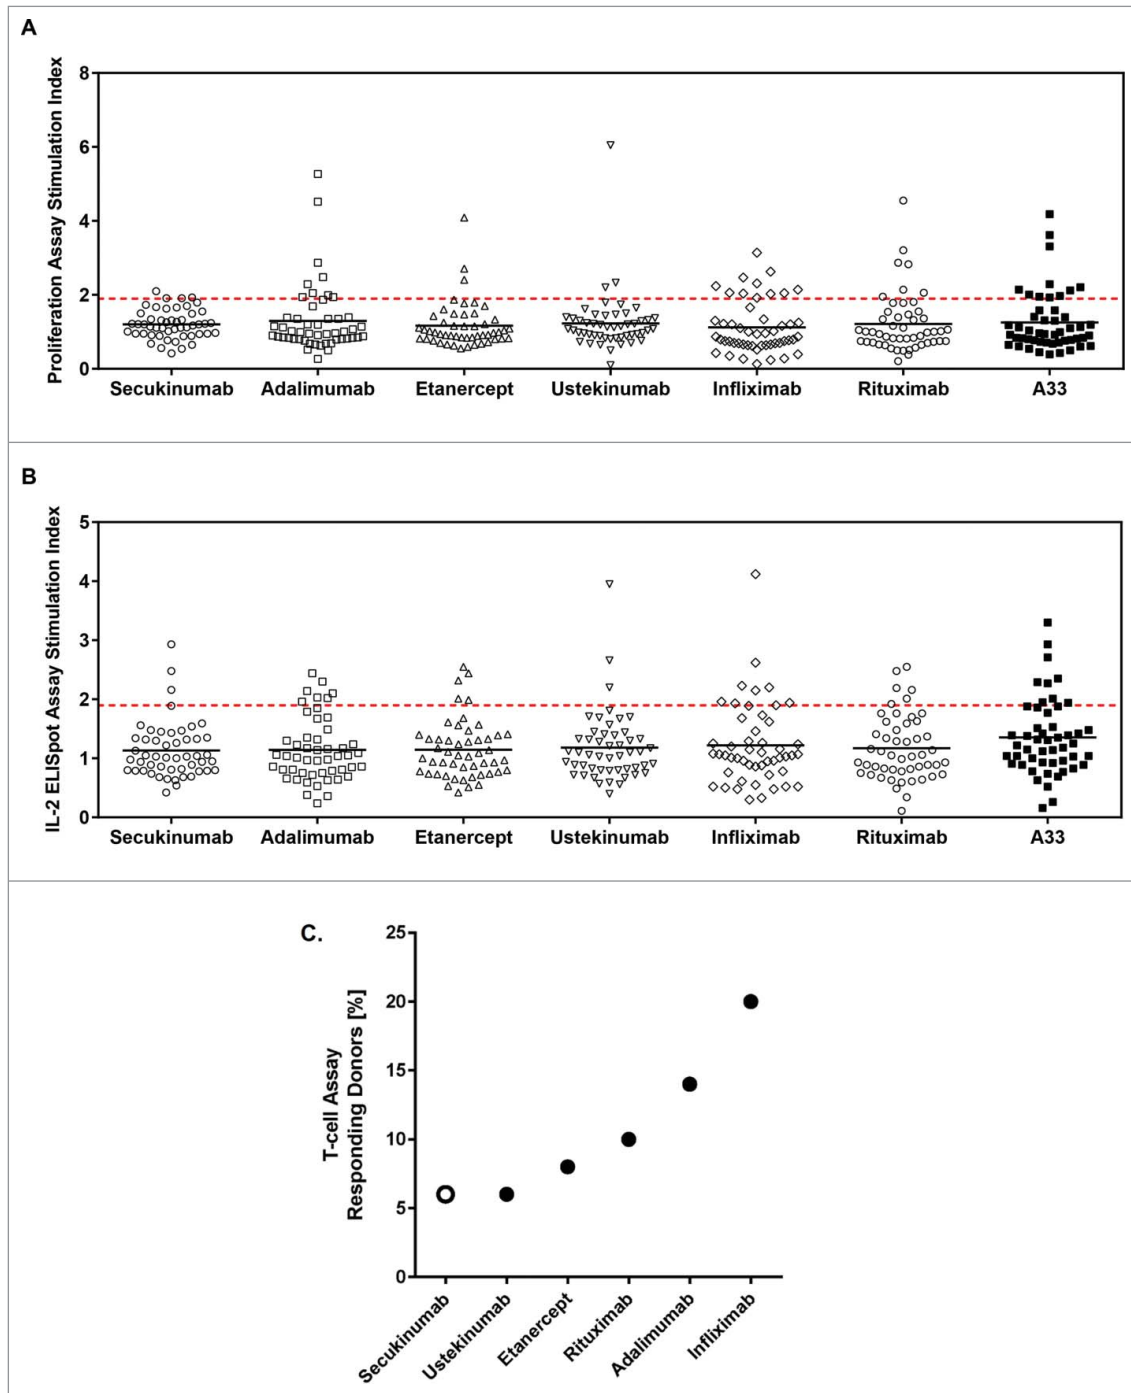 A
Proliferation Assay Stimulation Index
8
6
4
2
0
Secukinumab Adalimumab Etanercept Ustekinumab Infliximab Rituximab A33
B
IL-2 ELISpot Assay Stimulation Index
5
4
3
2
1
0
Secukinumab Adalimumab Etanercept Ustekinumab Infliximab Rituximab A33
C.
T-cell Assay
Responding Donors [%]
25
20
15
10
5
0
Secukinumab
Ustekinumab
Etanercept
Rituximab
Adalimumab
Infliximab